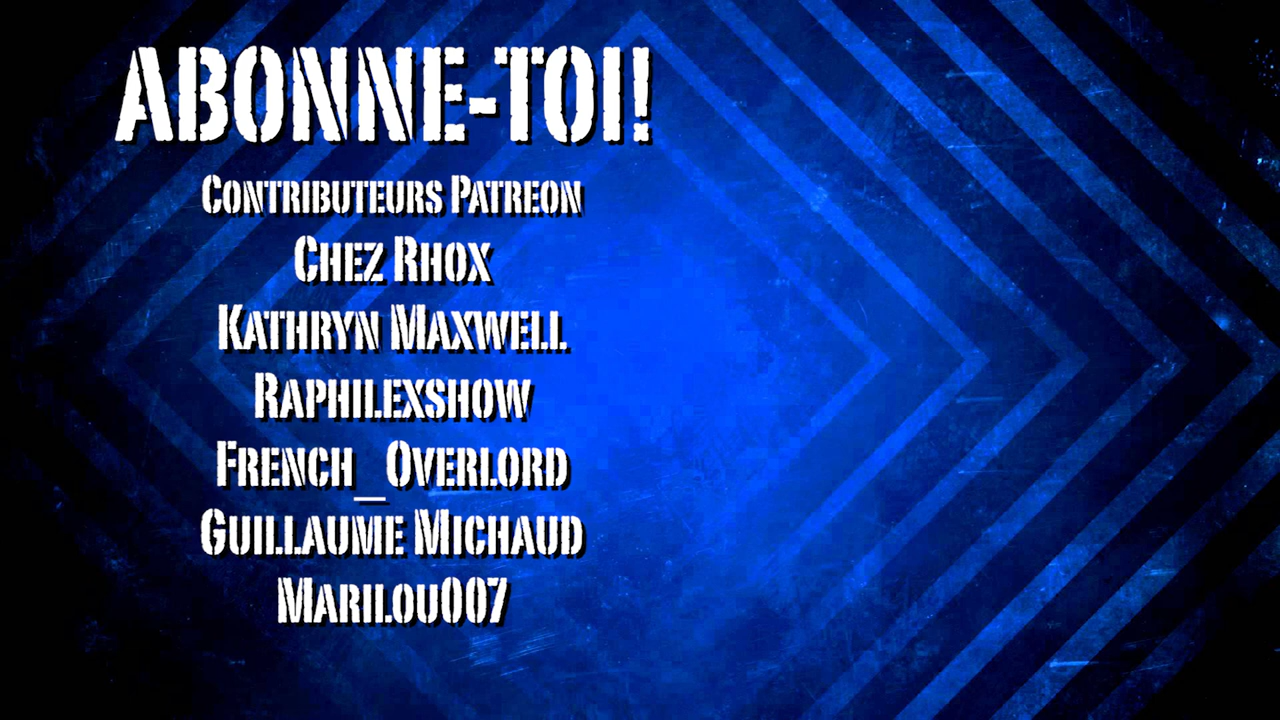 ABONNE-TOI!
Contributeurs Patreon
Chez Rhox
Kathryn Maxwell
Raphilexshow
French_Overlord
Guillaume Michaud
Marilou007